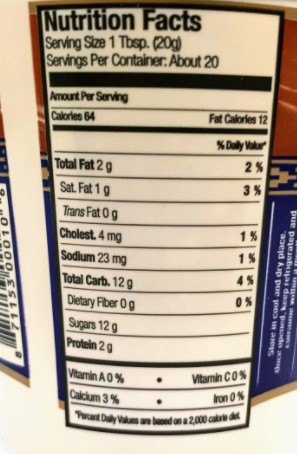 Nutrition Facts
Serving Size 1 Tbsp. (20g)
Servings Per Container: About 20
Amount Per Serving
Calories 64 Fat Calories 12
% Daily Value*
Total Fat 2 g 2 %
Sat. Fat 1 g 3 %
Trans Fat 0 g
Cholest. 4 mg 1 %
Sodium 23 mg 1 %
Total Carb. 12 g 4 %
Dietary Fiber 0 g 0 %
Sugars 12 g
Protein 2 g
Vitamin A 0 % • Vitamin C 0 %
Calcium 3 % • Iron 0 %
*Percent Daily Values are based on a 2,000 calorie diet.
Store in cool and dry place.
Once opened, keep refrigerated and
8 71153 00010